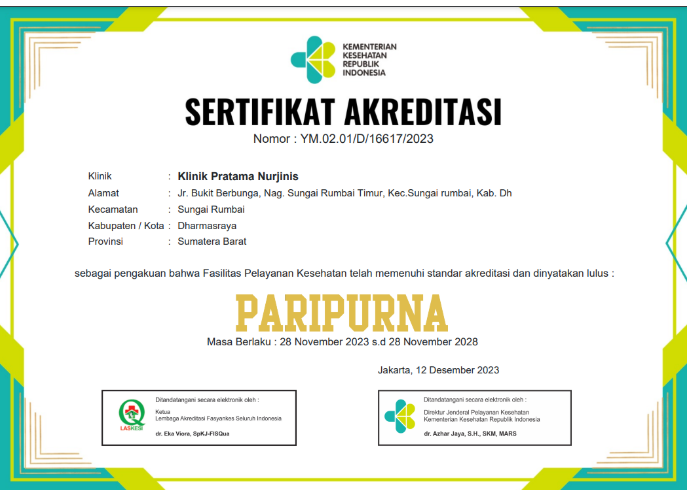 KEMENTERIAN
KESEHATAN
REPUBLIK
INDONESIA
SERTIFIKAT AKREDITASI
Nomor : YM.02.01/D/16617/2023
Klinik : Klinik Pratama Nurjinis
Alamat : Jr. Bukit Berbunga, Nag. Sungai Rumbai Timur, Kec.Sungai rumbai, Kab. Dh
Kecamatan : Sungai Rumbai
Kabupaten / Kota : Dharmasraya
Provinsi : Sumatera Barat
sebagai pengakuan bahwa Fasilitas Pelayanan Kesehatan telah memenuhi standar akreditasi dan dinyatakan lulus :
PARIPURNA
Masa Berlaku : 28 November 2023 s.d 28 November 2028
Jakarta, 12 Desember 2023
Ditandatangani secara elektronik oleh :
Ketua
Lembaga Akreditasi Fasyankes Seluruh Indonesia
dr. Eka Viora, SpKJ-FISQua
LASKESI
Ditandatangani secara elektronik oleh :
Direktur Jenderal Pelayanan Kesehatan
Kementerian Kesehatan Republik Indonesia
dr. Azhar Jaya, S.H., SKM, MARS